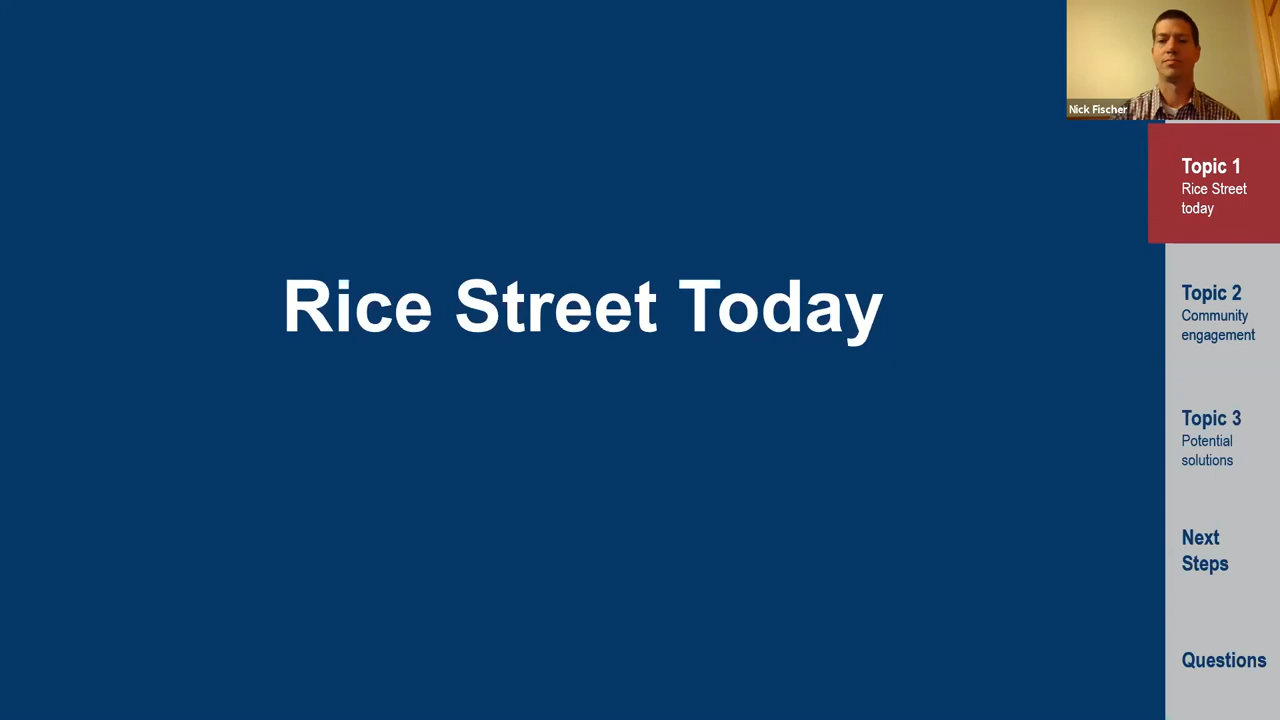 Rice Street Today
Nick Fischer
Topic 1
Rice Street
today
Topic 2
Community
engagement
Topic 3
Potential
solutions
Next
Steps
Questions